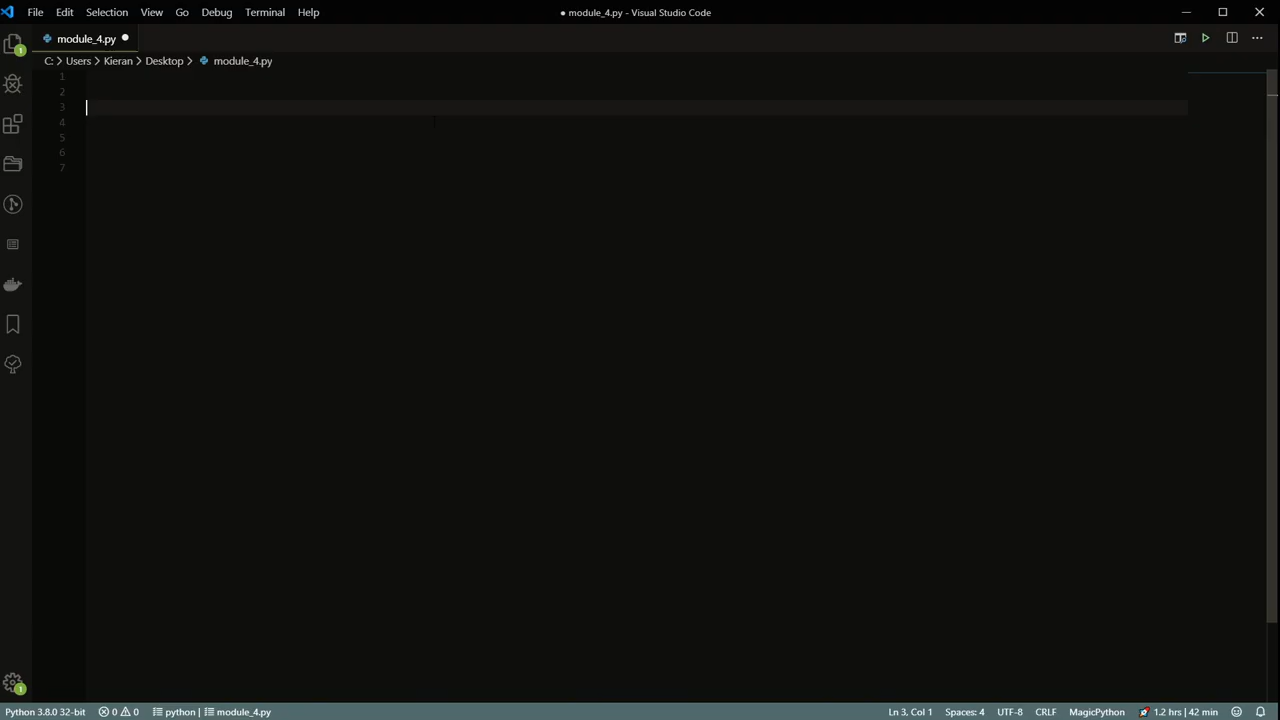 File Edit Selection View Go Debug Terminal Help
● module_4.py - Visual Studio Code
module_4.py
C: > Users > Kieran > Desktop > module_4.py
1
2
3
4
5
6
7
1
1
Python 3.8.0 32-bit 0 0 python | module_4.py Ln 3, Col 1 Spaces: 4 UTF-8 CRLF MagicPython 1.2 hrs | 42 min